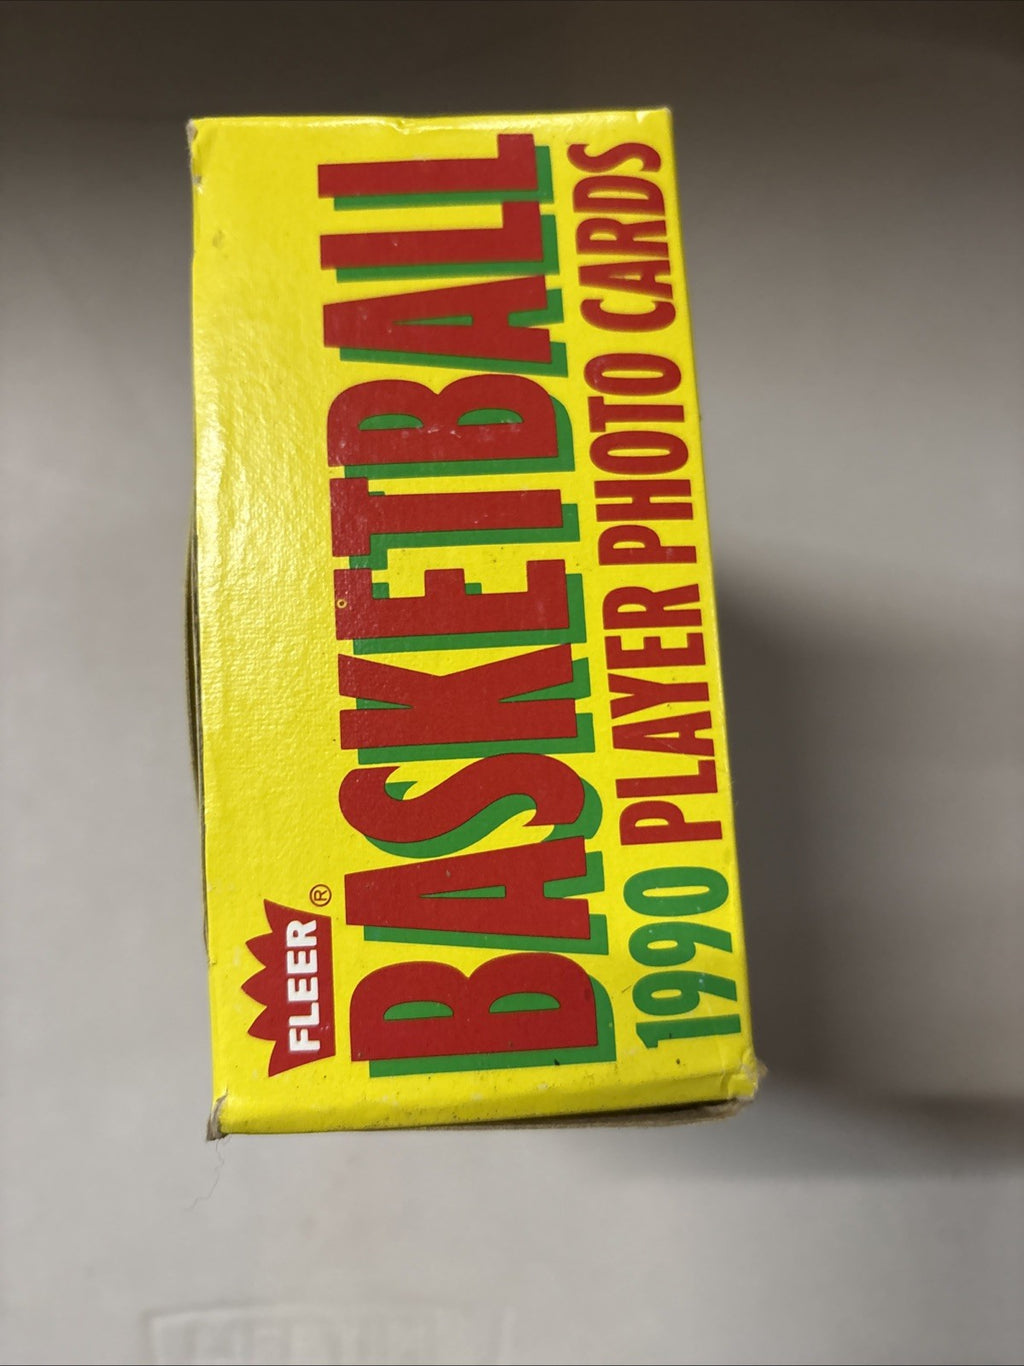 FLEER®
BASKETBALL
1990 PLAYER PHOTO CARDS